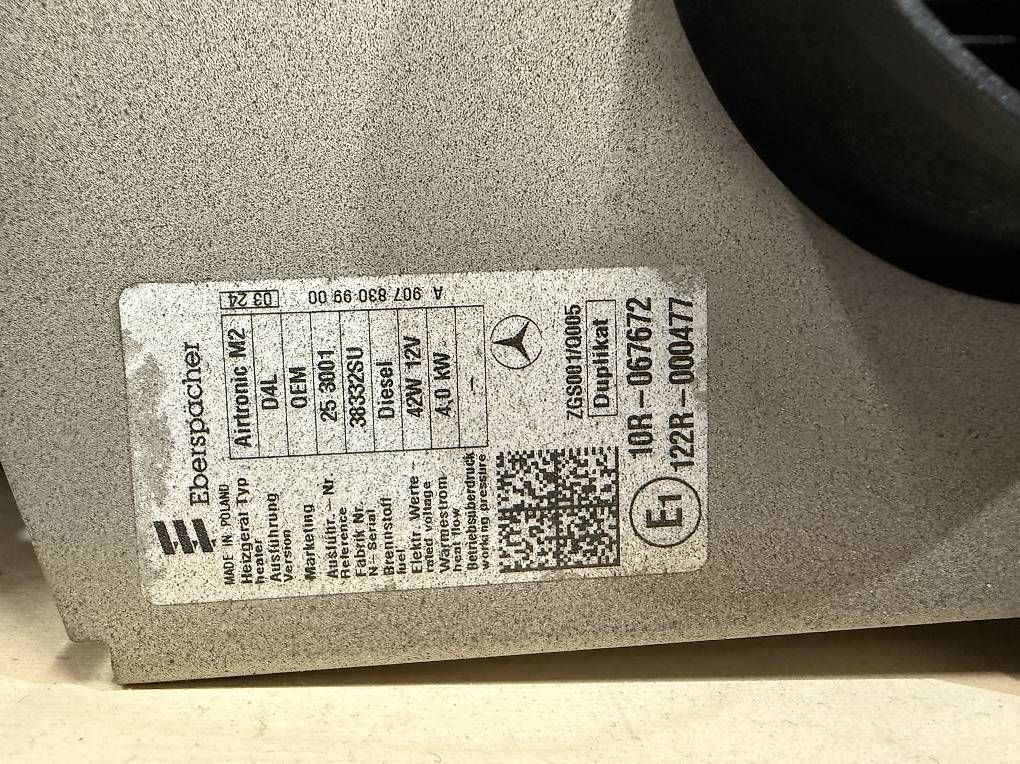 Eberspächer
MADE IN POLAND
A 907 830 99 00
03 24
Heizgerät Typ
heater
Airtronic M2
Ausführung
Version
D4L
Marketing
OEM
Ausführ. - Nr.
Reference
25 3001
Fabrik Nr.
N - Serial
38332SU
Brennstoff
fuel
Diesel
Elektr. Werte
rated voltage
42W 12V
Wärmestrom
heat flow
4,0 kW
Betriebsüberdruck
working pressure
-
ZGS001/Q005
Duplikat
E1
10R-067672
122R-000477